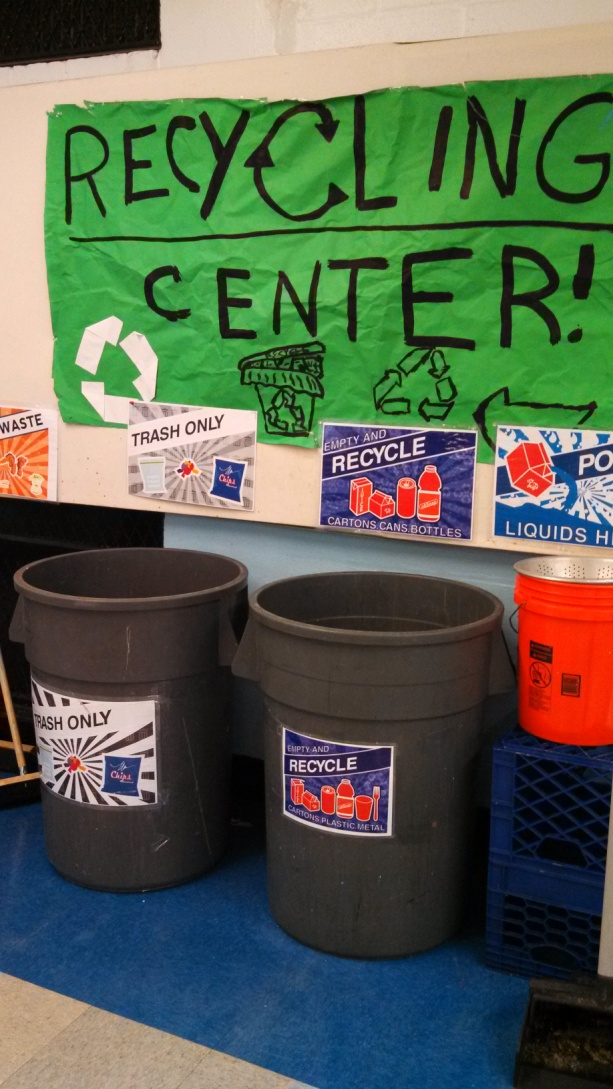 RECYCLING
CENTER!
WASTE
TRASH ONLY
Chips
EMPTY AND
RECYCLE
CARTONS.CANS.BOTTLES
PO
LIQUIDS H
TRASH ONLY
Chips
EMPTY AND
RECYCLE
CARTONS.PLASTIC.METAL